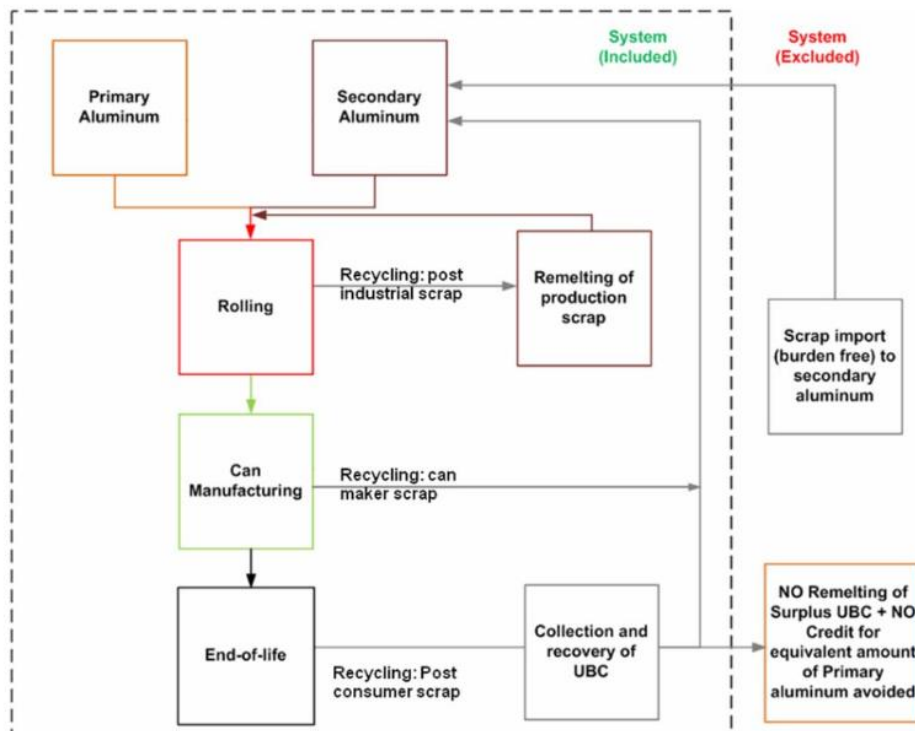 System
(Included)
System
(Excluded)
Primary
Aluminum
Secondary
Aluminum
Rolling
Recycling: post
industrial scrap
Remelting of
production
scrap
Scrap import
(burden free) to
secondary
aluminum
Can
Manufacturing
Recycling: can
maker scrap
End-of-life
Recycling: Post
consumer scrap
Collection and
recovery of
UBC
NO Remelting of
Surplus UBC + NO
Credit for
equivalent amount
of Primary
aluminum avoided